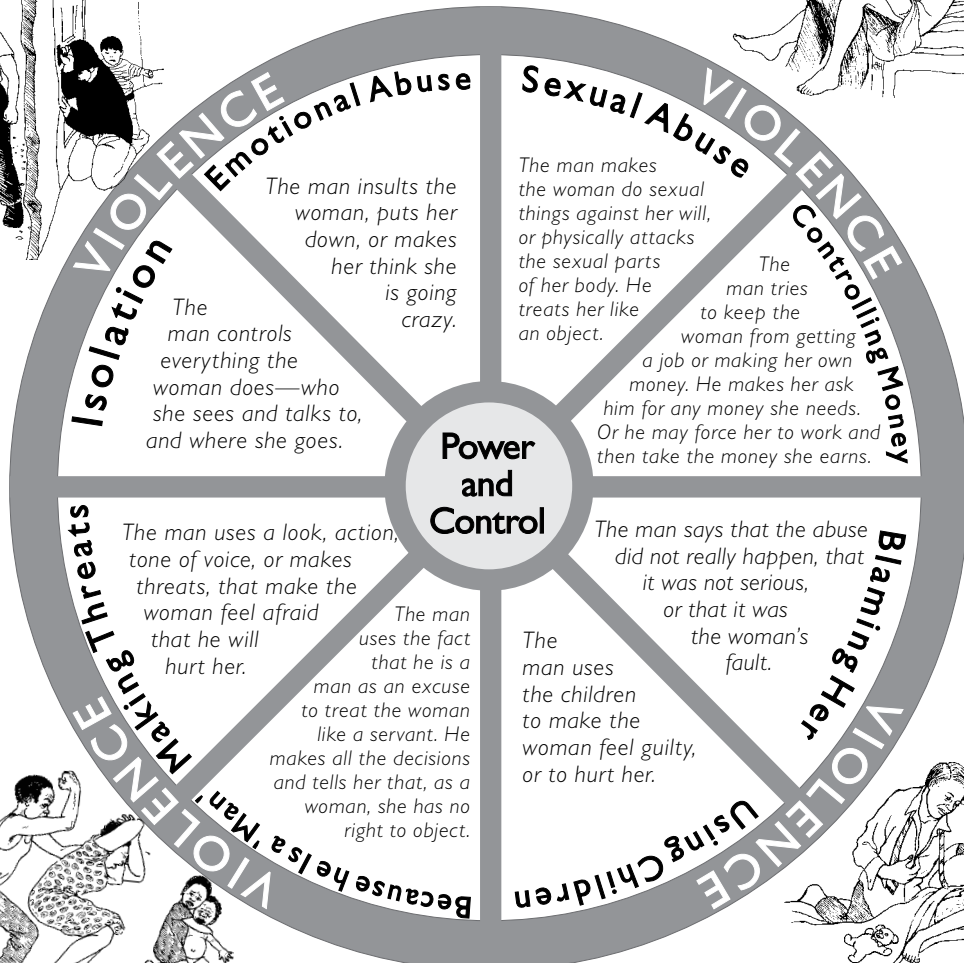 VIOLENCE
Emotional Abuse
The man insults the
woman, puts her
down, or makes
her think she
is going
crazy.
VIOLENCE
Sexual Abuse
The man makes
the woman do sexual
things against her will,
or physically attacks
the sexual parts
of her body. He
treats her like
an object.
Controlling Money
The
man tries
to keep the
woman from getting
a job or making her own
money. He makes her ask
him for any money she needs.
Or he may force her to work and
then take the money she earns.
Isolation
The
man controls
everything the
woman does—who
she sees and talks to,
and where she goes.
Power
and
Control
Making Threats
The man uses a look, action,
tone of voice, or makes
threats, that make the
woman feel afraid
that he will
hurt her.
Blaming Her
The man says that the abuse
did not really happen, that
it was not serious,
or that it was
the woman's
fault.
VIOLENCE
Because he Is a 'Man'
The man
uses the fact
that he is a
man as an excuse
to treat the woman
like a servant. He
makes all the decisions
and tells her that, as a
woman, she has no
right to object.
Using Children
The
man uses
the children
to make the
woman feel guilty,
or to hurt her.
VIOLENCE